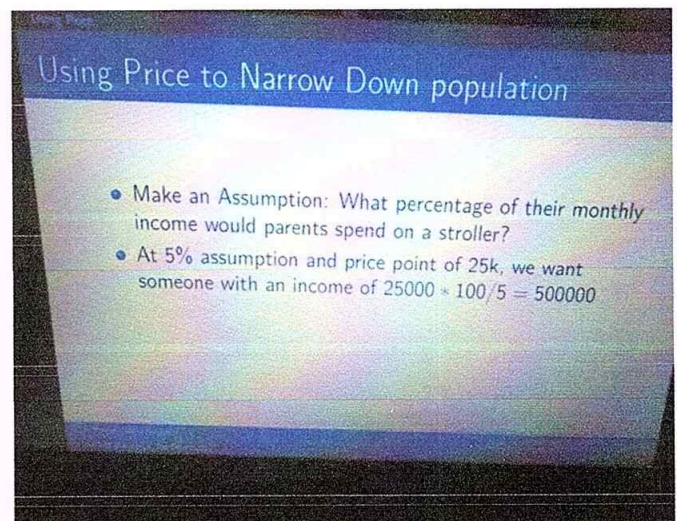 Using Price to Narrow Down population
• Make an Assumption: What percentage of their monthly
income would parents spend on a stroller?
• At 5% assumption and price point of 25k, we want
someone with an income of 25000 * 100/5 = 500000